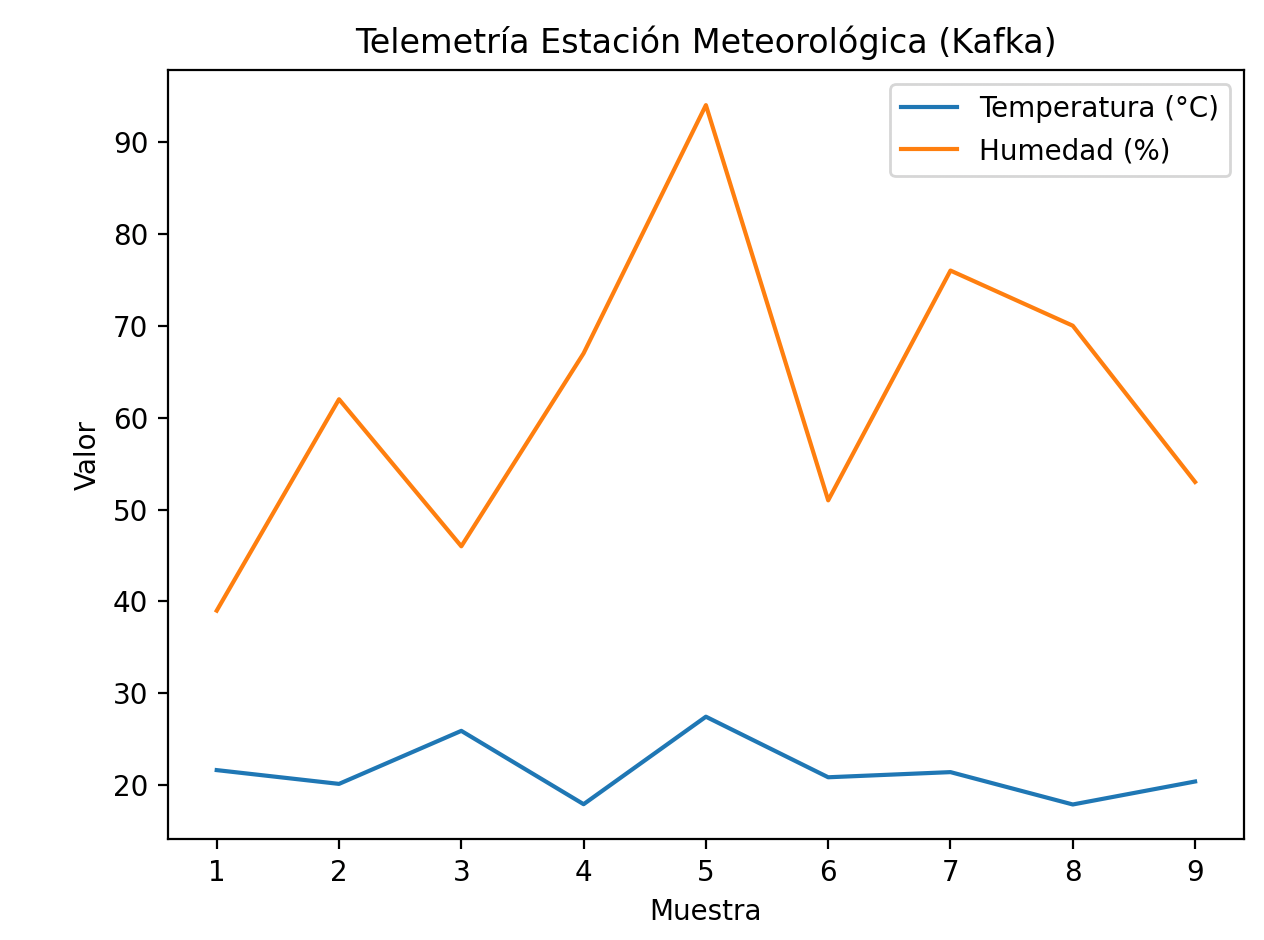 Telemetría Estación Meteorológica (Kafka)
Temperatura (°C)
Humedad (%)
90
80
70
60
50
40
30
20
Valor
1 2 3 4 5 6 7 8 9
Muestra